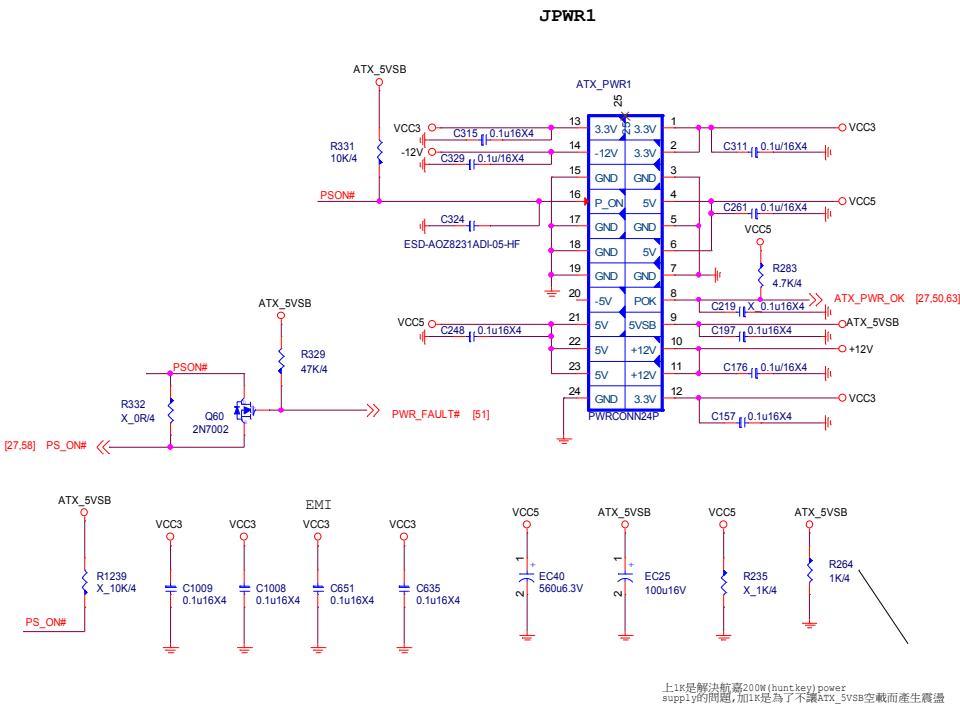 JPWR1
ATX_5VSB
ATX_PWR1
25
R331
10K/4
PSON#
VCC3
C315 0.1u16X4
-12V
C329 0.1u/16X4
C324
ESD-AOZ8231ADI-05-HF
VCC5
C248 0.1u16X4
13 3.3V 3.3V 1
14 -12V 3.3V 2
15 GND GND 3
16 P_ON 5V 4
17 GND GND 5
18 GND 5V 6
19 GND GND 7
20 -5V POK 8
21 5V 5VSB 9
22 5V +12V 10
23 5V +12V 11
24 GND 3.3V 12
25
PWRCONN24P
VCC3
C311 0.1u/16X4
VCC5
C261 0.1u/16X4
VCC5
R283
4.7K/4
ATX_PWR_OK [27,50,63]
C219 X_0.1u16X4
ATX_5VSB
C197 0.1u16X4
+12V
C176 0.1u/16X4
VCC3
C157 0.1u16X4
ATX_5VSB
R329
47K/4
PSON#
R332
X_0R/4
Q60
2N7002
PWR_FAULT# [51]
[27,58] PS_ON#
ATX_5VSB
R1239
X_10K/4
PS_ON#
EMI
VCC3
C1009
0.1u16X4
VCC3
C1008
0.1u16X4
VCC3
C651
0.1u16X4
VCC3
C635
0.1u16X4
VCC5
1
+
EC40
560u6.3V
2
ATX_5VSB
1
+
EC25
100u16V
2
VCC5
R235
X_1K/4
ATX_5VSB
R264
1K/4
上1K是解決航嘉200W(huntkey)power
supply的問題,加1K是為了不讓ATX_5VSB空載而產生震盪